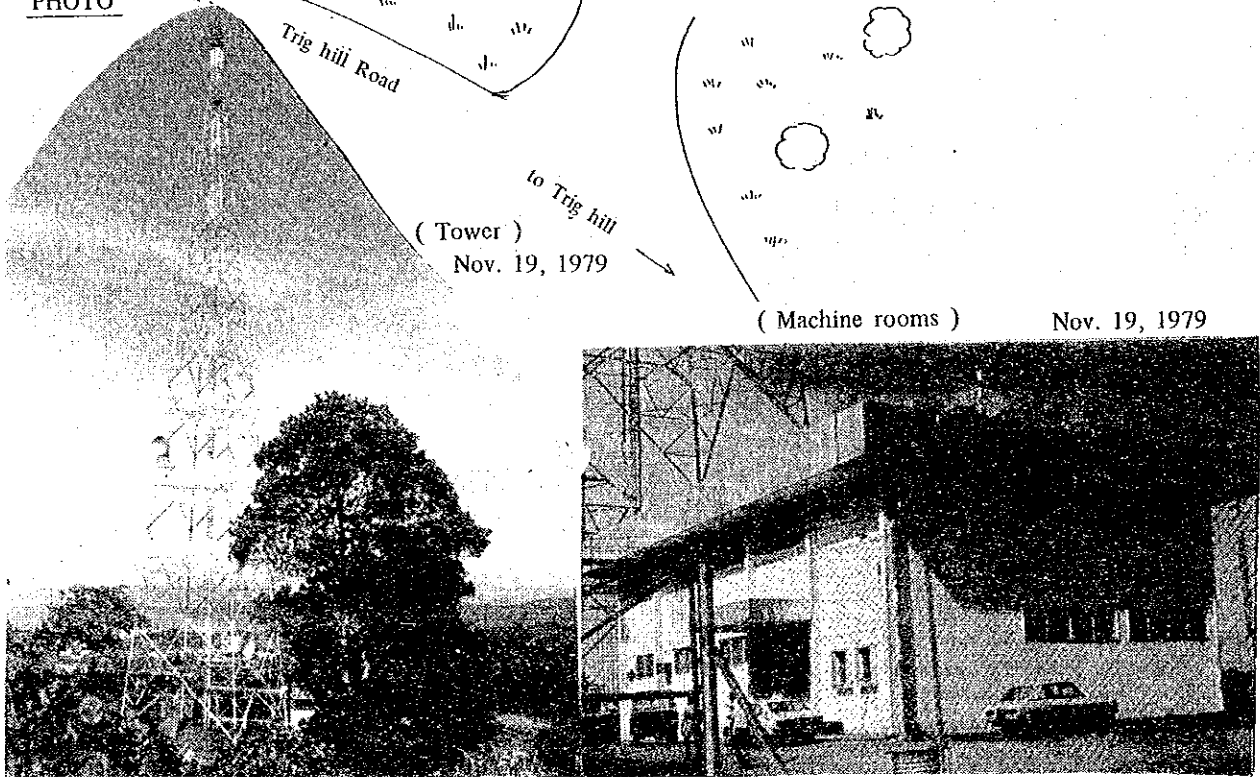 PHOTO
Trig hill Road
to Trig hill
( Tower )
Nov. 19, 1979
( Machine rooms )
Nov. 19, 1979